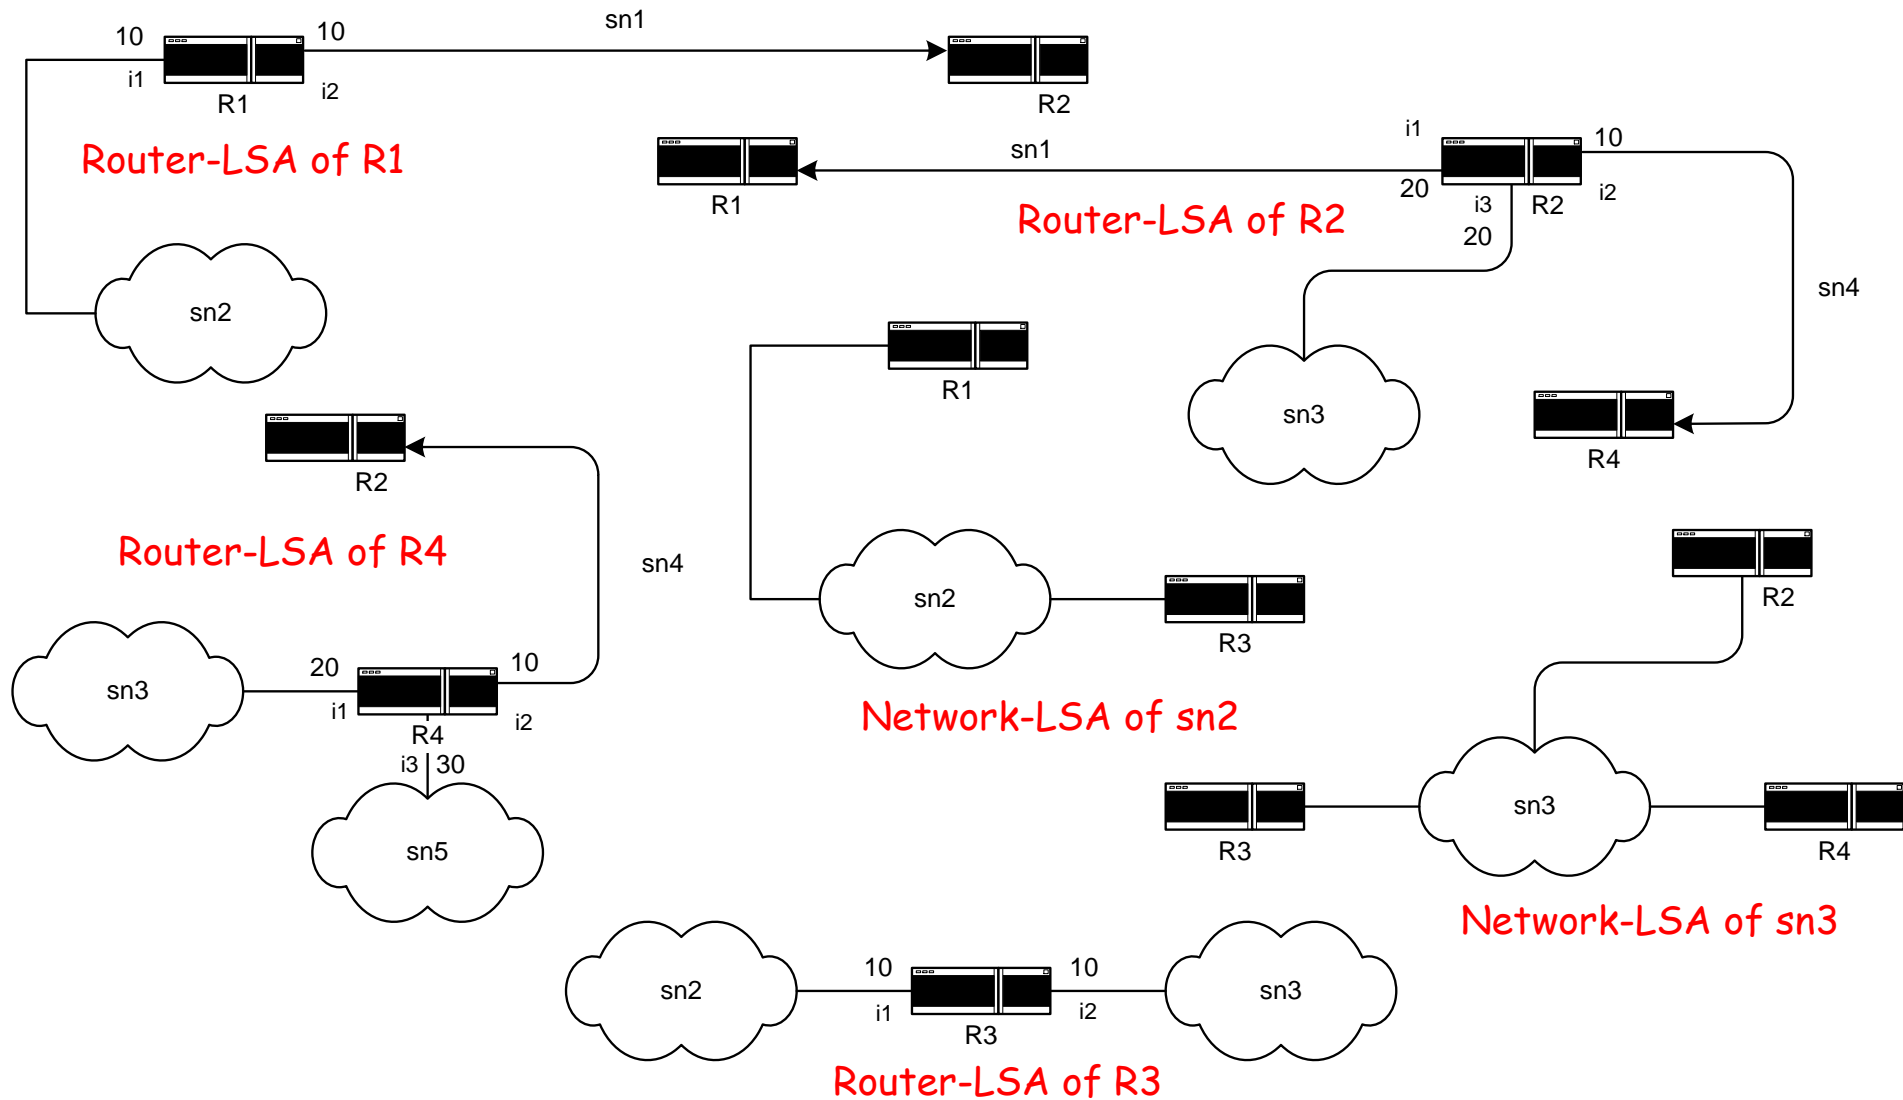 sn1
10
10
i1
i2
R1
R2
Router-LSA of R1
sn1
i1
10
R1
20
i3
R2
i2
20
Router-LSA of R2
sn2
sn4
R1
sn3
R4
R2
Router-LSA of R4
sn4
sn2
R3
R2
sn3
20
10
i1
R4
i2
i3
30
sn5
Network-LSA of sn2
sn3
R3
R4
Network-LSA of sn3
sn2
10
10
sn3
i1
i2
R3
Router-LSA of R3